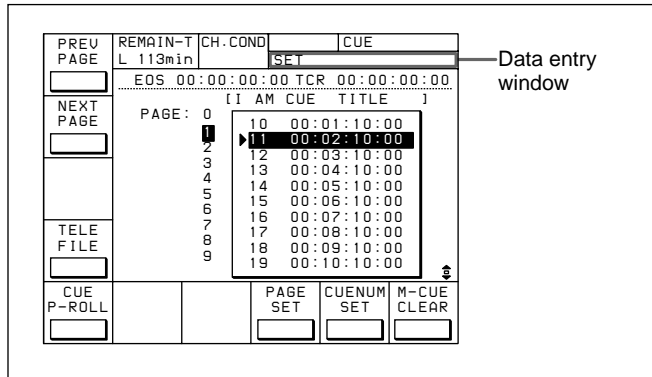 PREV PAGE
NEXT PAGE
TELE FILE
REMAIN-T
L 113min
CH.COND
CUE
SET
Data entry window
EOS 00:00:00:00 TCR 00:00:00:00
[I AM CUE TITLE ]
PAGE: 0
1
2
3
4
5
6
7
8
9
10 00:01:10:00
11 00:02:10:00
12 00:03:10:00
13 00:04:10:00
14 00:05:10:00
15 00:06:10:00
16 00:07:10:00
17 00:08:10:00
18 00:09:10:00
19 00:10:10:00
CUE P-ROLL
PAGE SET
CUENUM SET
M-CUE CLEAR